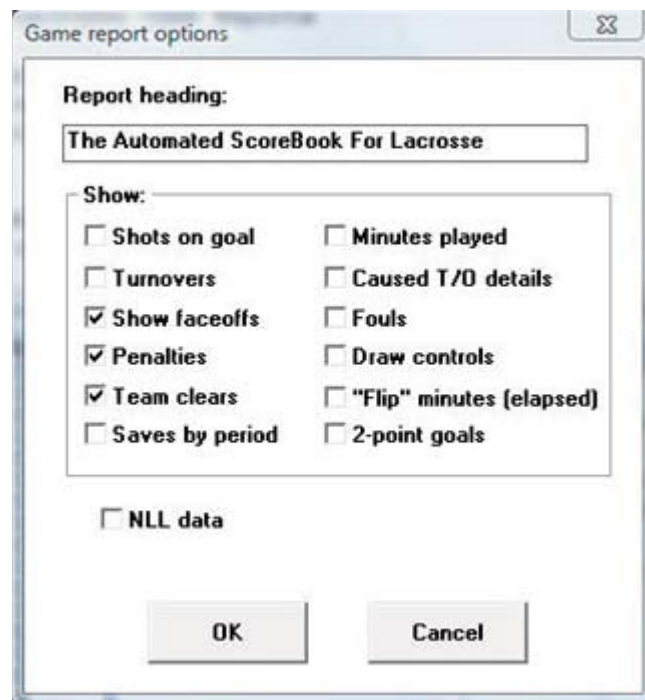 Game report options
Report heading:
The Automated ScoreBook For Lacrosse
Show:
Shots on goal
Minutes played
Turnovers
Caused T/O details
Show faceoffs
Fouls
Penalties
Draw controls
Team clears
"Flip" minutes (elapsed)
Saves by period
2-point goals
NLL data
OK
Cancel